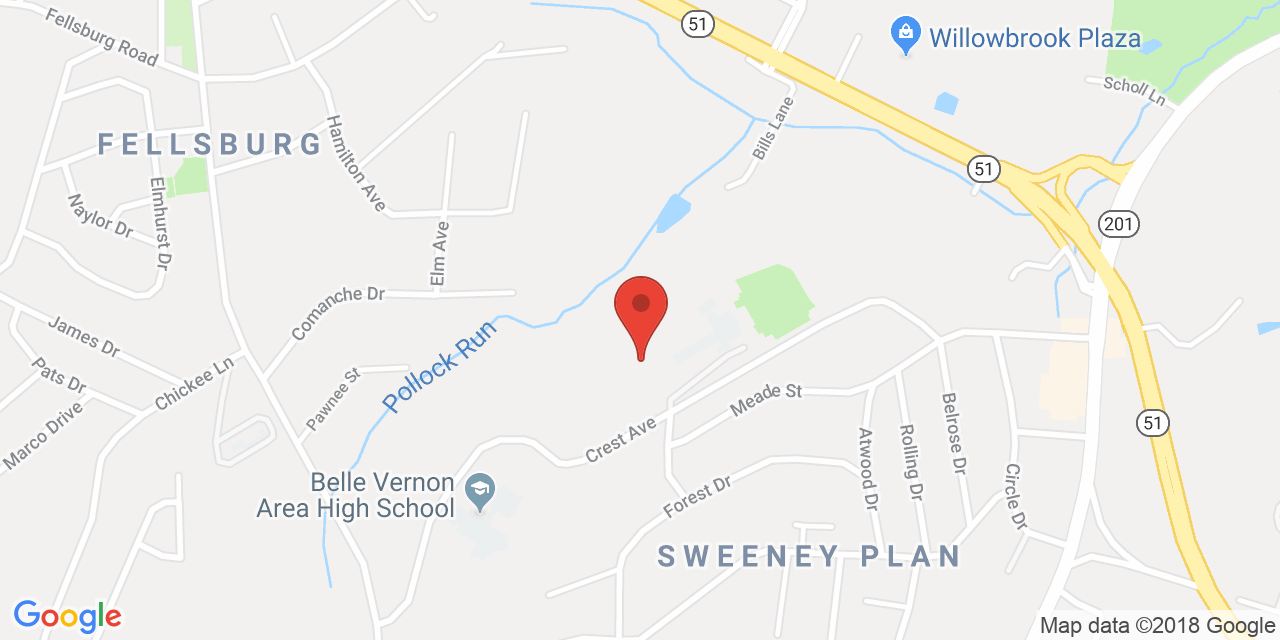 51
Willowbrook Plaza
Fellsburg Road
Scholl Ln
FELLSBURG
Hamilton Ave
Bills Lane
51
Elmhurst Dr
Naylor Dr
201
Elm Ave
Comanche Dr
James Dr
Pollock Run
Chickee Ln
Pats Dr
Pawnee St
Meade St
Marco Drive
Crest Ave
Belrose Dr
Rolling Dr
Atwood Dr
51
Belle Vernon
Area High School
Circle Dr
Forest Dr
SWEENEY PLAN
Google
Map data ©2018 Google